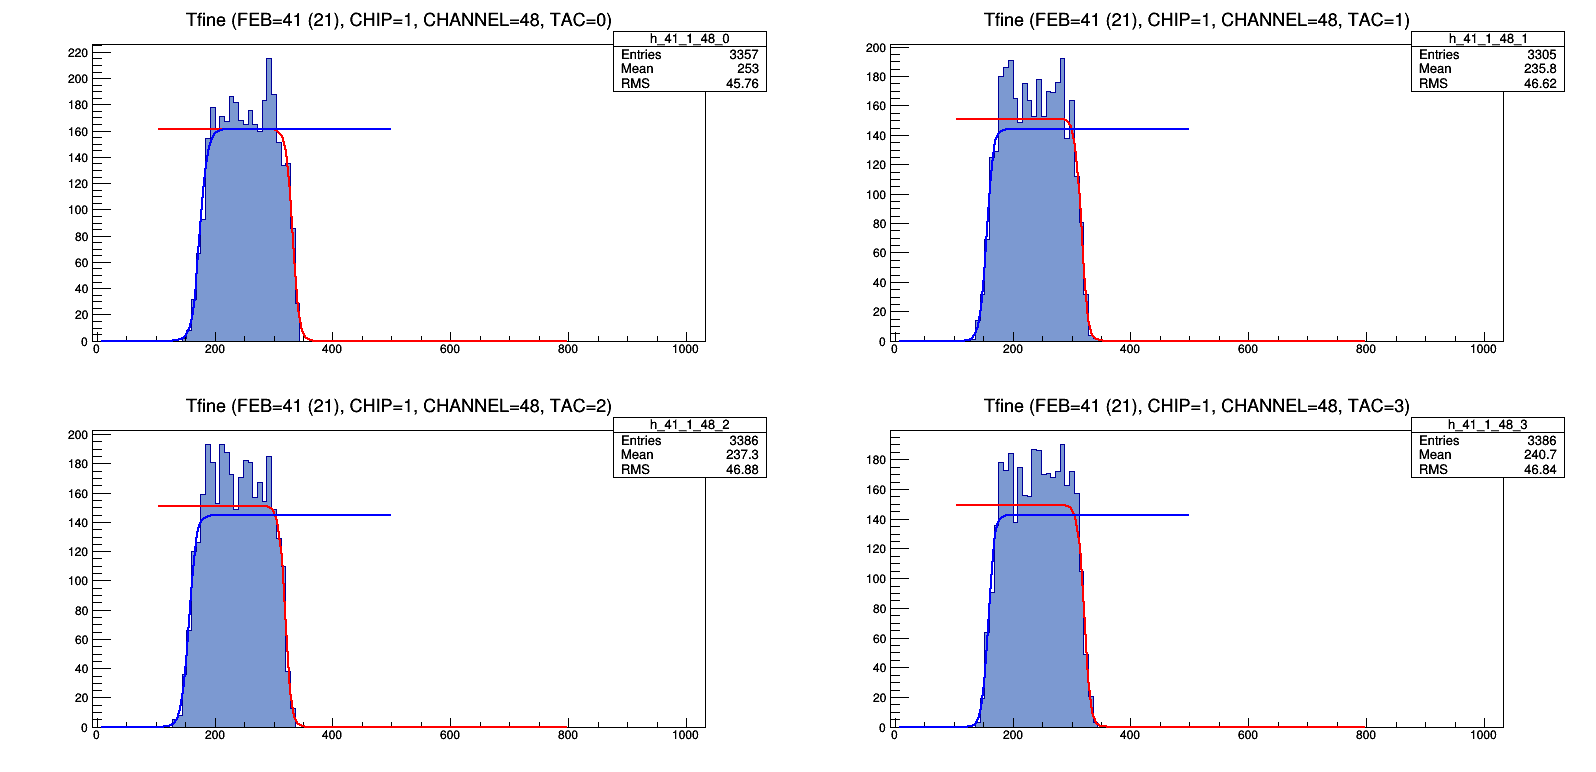 Tfine (FEB=41 (21), CHIP=1, CHANNEL=48, TAC=0)
h_41_1_48_0
Entries 3357
Mean 253
RMS 45.76
220
200
180
160
140
120
100
80
60
40
20
0
0 200 400 600 800 1000
Tfine (FEB=41 (21), CHIP=1, CHANNEL=48, TAC=1)
h_41_1_48_1
Entries 3305
Mean 235.8
RMS 46.62
200
180
160
140
120
100
80
60
40
20
0
0 200 400 600 800 1000
Tfine (FEB=41 (21), CHIP=1, CHANNEL=48, TAC=2)
h_41_1_48_2
Entries 3386
Mean 237.3
RMS 46.88
200
180
160
140
120
100
80
60
40
20
0
0 200 400 600 800 1000
Tfine (FEB=41 (21), CHIP=1, CHANNEL=48, TAC=3)
h_41_1_48_3
Entries 3386
Mean 240.7
RMS 46.84
180
160
140
120
100
80
60
40
20
0
0 200 400 600 800 1000